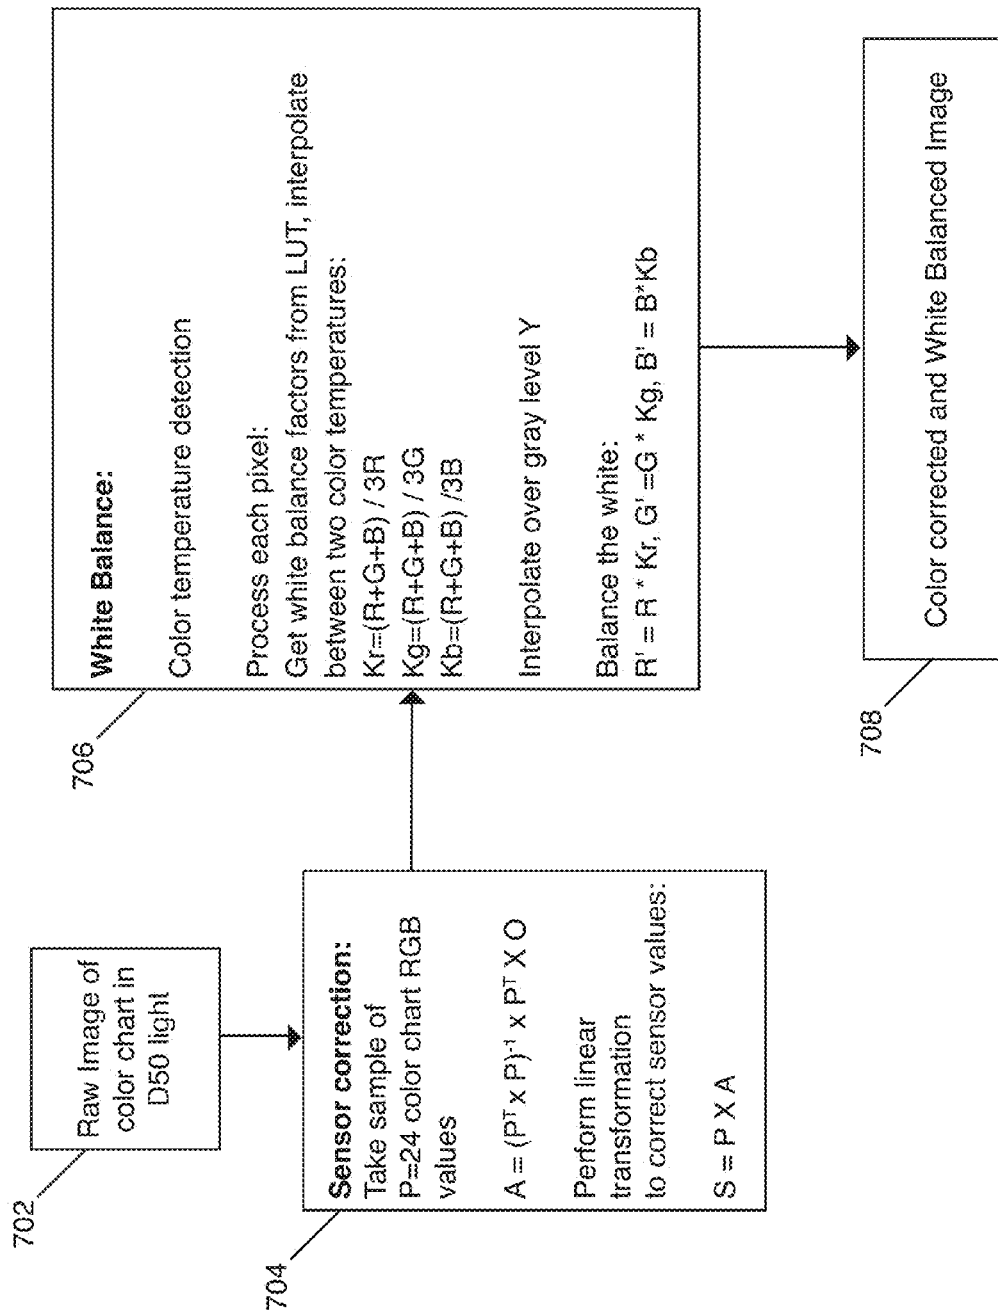 702
Raw Image of
color chart in
D50 light
704
Sensor correction:
Take sample of
P=24 color chart RGB
values
A = (Pᵀ x P)⁻¹ x Pᵀ X O
Perform linear
transformation
to correct sensor values:
S = P X A
706
White Balance:
Color temperature detection
Process each pixel:
Get white balance factors from LUT, interpolate
between two color temperatures:
Kr=(R+G+B) / 3R
Kg=(R+G+B) / 3G
Kb=(R+G+B) /3B
Interpolate over gray level Y
Balance the white:
R' = R * Kr, G'=G * Kg, B' = B*Kb
708
Color corrected and White Balanced Image